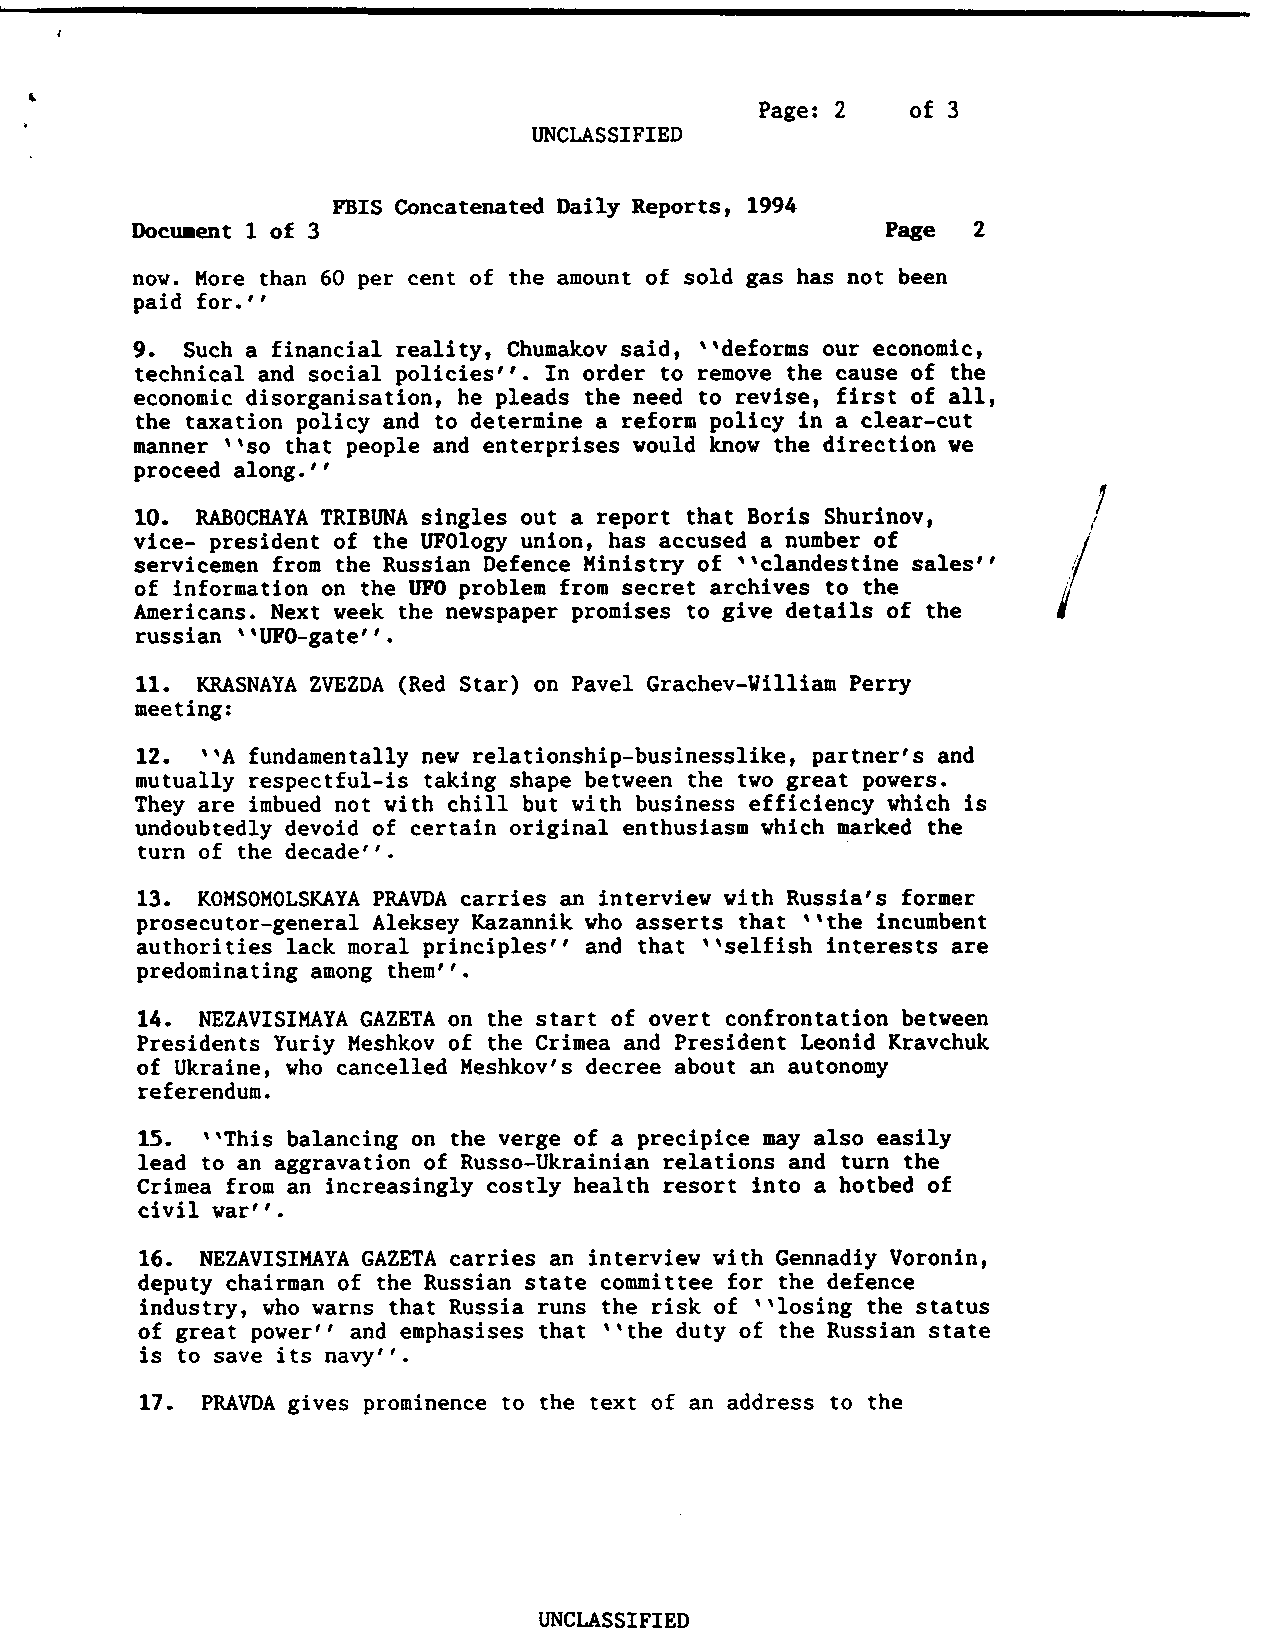 Page: 2 of 3
UNCLASSIFIED
FBIS Concatenated Daily Reports, 1994
Document 1 of 3 Page 2
now. More than 60 per cent of the amount of sold gas has not been
paid for.''
9. Such a financial reality, Chumakov said, ``deforms our economic,
technical and social policies''. In order to remove the cause of the
economic disorganisation, he pleads the need to revise, first of all,
the taxation policy and to determine a reform policy in a clear-cut
manner ``so that people and enterprises would know the direction we
proceed along.''
10. RABOCHAYA TRIBUNA singles out a report that Boris Shurinov,
vice- president of the UFOlogy union, has accused a number of
servicemen from the Russian Defence Ministry of ``clandestine sales''
of information on the UFO problem from secret archives to the
Americans. Next week the newspaper promises to give details of the
russian ``UFO-gate''.
11. KRASNAYA ZVEZDA (Red Star) on Pavel Grachev-William Perry
meeting:
12. ``A fundamentally new relationship-businesslike, partner's and
mutually respectful-is taking shape between the two great powers.
They are imbued not with chill but with business efficiency which is
undoubtedly devoid of certain original enthusiasm which marked the
turn of the decade''.
13. KOMSOMOLSKAYA PRAVDA carries an interview with Russia's former
prosecutor-general Aleksey Kazannik who asserts that ``the incumbent
authorities lack moral principles'' and that ``selfish interests are
predominating among them''.
14. NEZAVISIMAYA GAZETA on the start of overt confrontation between
Presidents Yuriy Meshkov of the Crimea and President Leonid Kravchuk
of Ukraine, who cancelled Meshkov's decree about an autonomy
referendum.
15. ``This balancing on the verge of a precipice may also easily
lead to an aggravation of Russo-Ukrainian relations and turn the
Crimea from an increasingly costly health resort into a hotbed of
civil war''.
16. NEZAVISIMAYA GAZETA carries an interview with Gennadiy Voronin,
deputy chairman of the Russian state committee for the defence
industry, who warns that Russia runs the risk of ``losing the status
of great power'' and emphasises that ``the duty of the Russian state
is to save its navy''.
17. PRAVDA gives prominence to the text of an address to the
UNCLASSIFIED